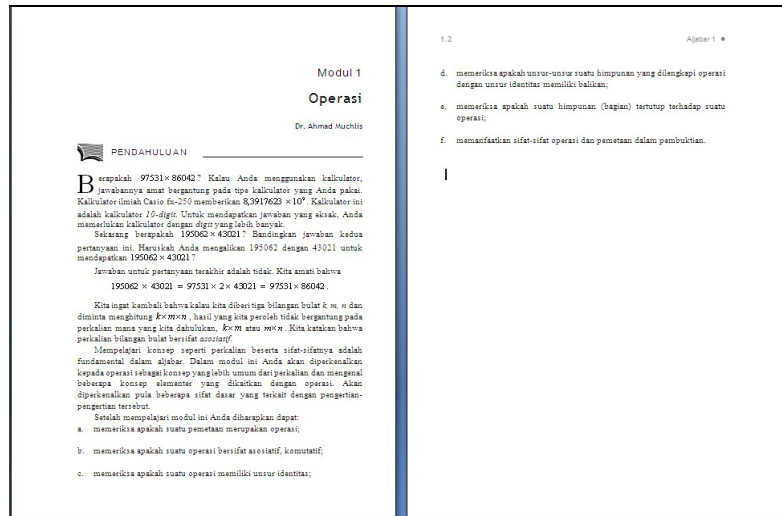 Modul 1
Operasi
Dr. Ahmad Muchlis
PENDAHULUAN
Berapakah 97531× 86042 ? Kalau Anda menggunakan kalkulator,
jawabannya amat bergantung pada tipe kalkulator yang Anda pakai.
Kalkulator ilmiah Casio fx-250 memberikan 8,3917623 × 10⁹. Kalkulator ini
adalah kalkulator 10-digit. Untuk mendapatkan jawaban yang eksak, Anda
memerlukan kalkulator dengan digit yang lebih banyak.
Sekarang berapakah 195062 × 43021 ? Bandingkan jawaban kedua
pertanyaan ini. Haruskah Anda mengalikan 195062 dengan 43021 untuk
mendapatkan 195062 × 43021 ?
Jawaban untuk pertanyaan terakhir adalah tidak. Kita amati bahwa
195062 × 43021 = 97531 × 2 × 43021 = 97531 × 86042 .
Kita ingat kembali bahwa kalau kita diberi tiga bilangan bulat k, m, n dan
diminta menghitung k×m×n , hasil yang kita peroleh tidak bergantung pada
perkalian mana yang kita dahulukan, k×m atau m×n . Kita katakan bahwa
perkalian bilangan bulat bersifat asosiatif.
Mempelajari konsep seperti perkalian beserta sifat-sifatnya adalah
fundamental dalam aljabar. Dalam modul ini Anda akan diperkenalkan
kepada operasi sebagai konsep yang lebih umum dari perkalian dan mengenal
beberapa konsep elementer yang dikaitkan dengan operasi. Akan
diperkenalkan pula beberapa sifat dasar yang terkait dengan pengertian-
pengertian tersebut.
Setelah mempelajari modul ini Anda diharapkan dapat:
a. memeriksa apakah suatu pemetaan merupakan operasi;
b. memeriksa apakah suatu operasi bersifat asosiatif, komutatif;
c. memeriksa apakah suatu operasi memiliki unsur identitas;
1.2 Aljabar 1 ●
d. memeriksa apakah unsur-unsur suatu himpunan yang dilengkapi operasi
dengan unsur identitas memiliki balikan;
e. memeriksa apakah suatu himpunan (bagian) tertutup terhadap suatu
operasi;
f. memanfaatkan sifat-sifat operasi dan pemetaan dalam pembuktian.